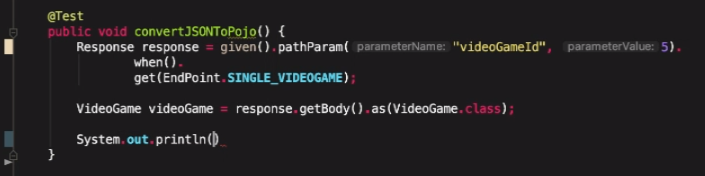 @Test
public void convertJSONToPojo() {
Response response = given().pathParam( parameterName: "videoGameId", parameterValue: 5).
when().
get(EndPoint.SINGLE_VIDEOGAME);
VideoGame videoGame = response.getBody().as(VideoGame.class);
System.out.println()
}